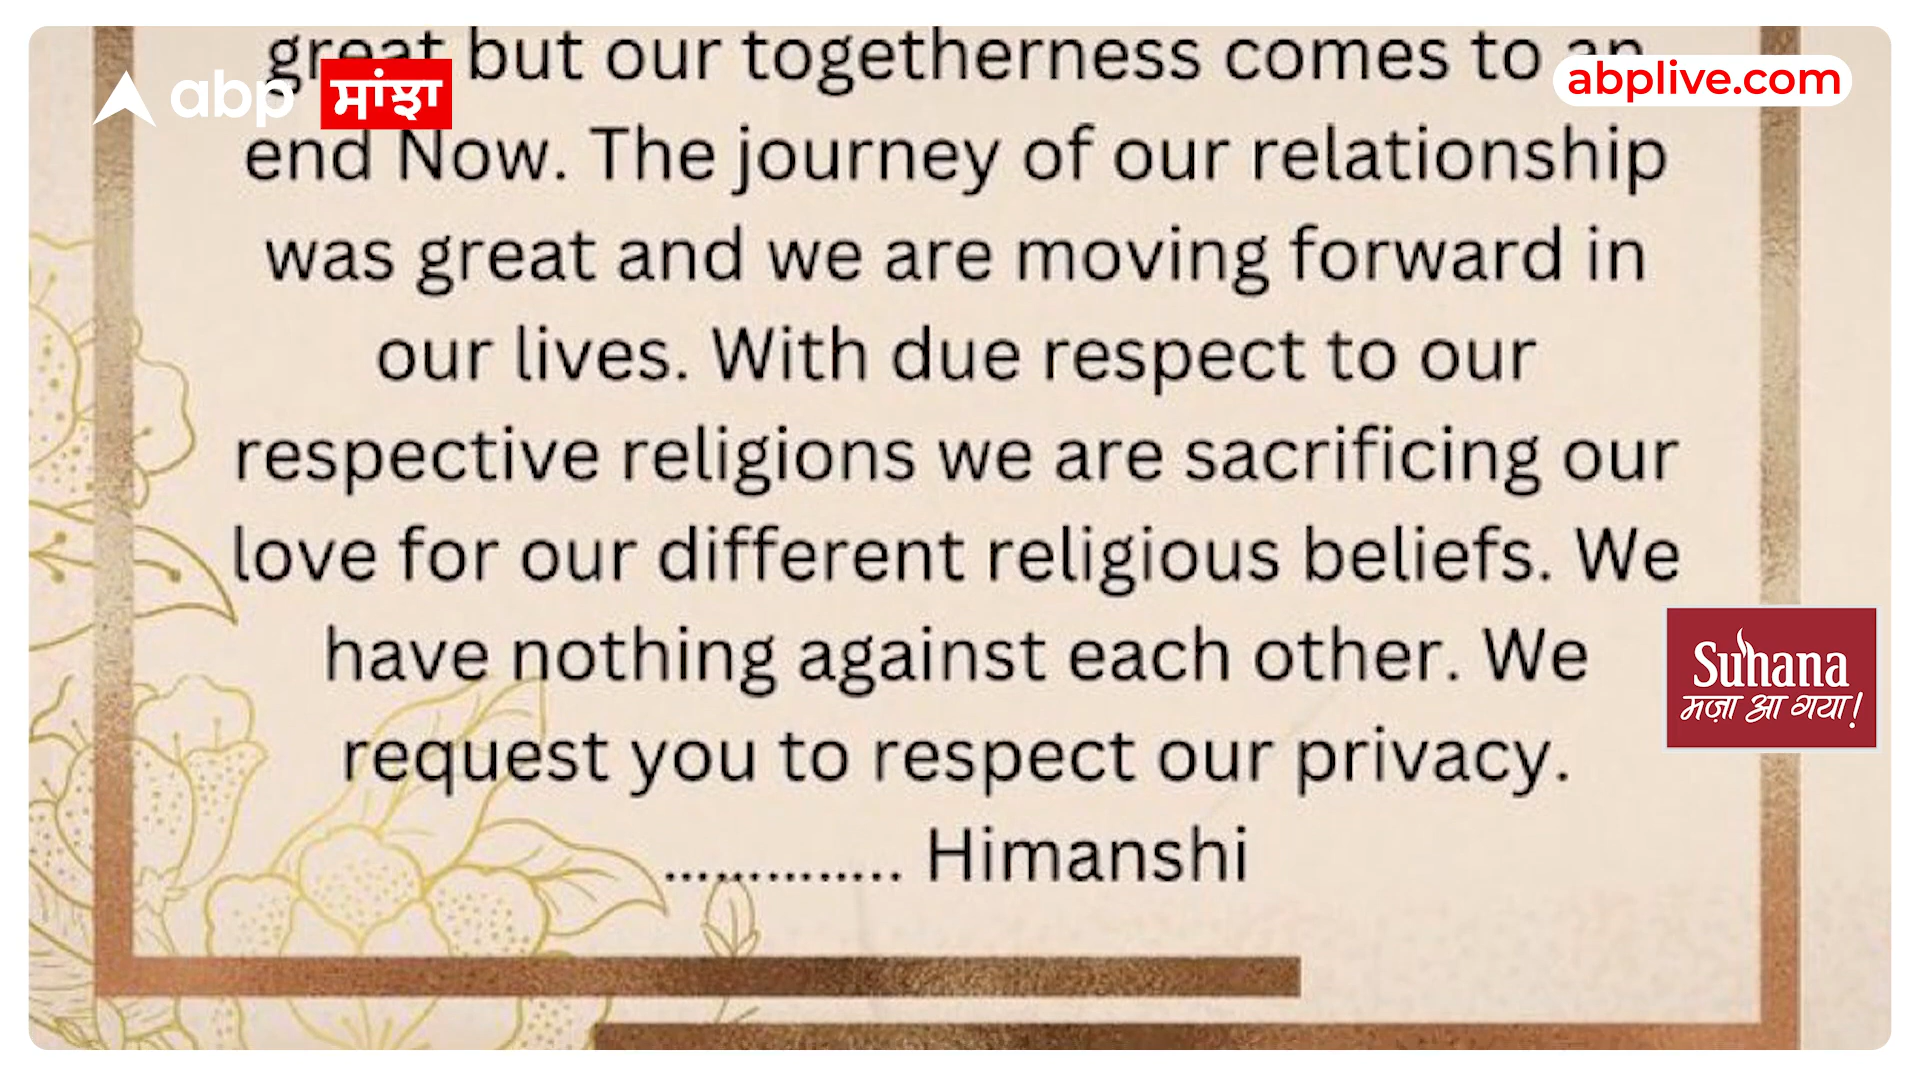 great but our togetherness comes to an
abp ਸਾਂਝਾ
abplive.com
end Now. The journey of our relationship
was great and we are moving forward in
our lives. With due respect to our
respective religions we are sacrificing our
love for our different religious beliefs. We
have nothing against each other. We
request you to respect our privacy.
………….. Himanshi
Suhana
मज़ा आ गया!